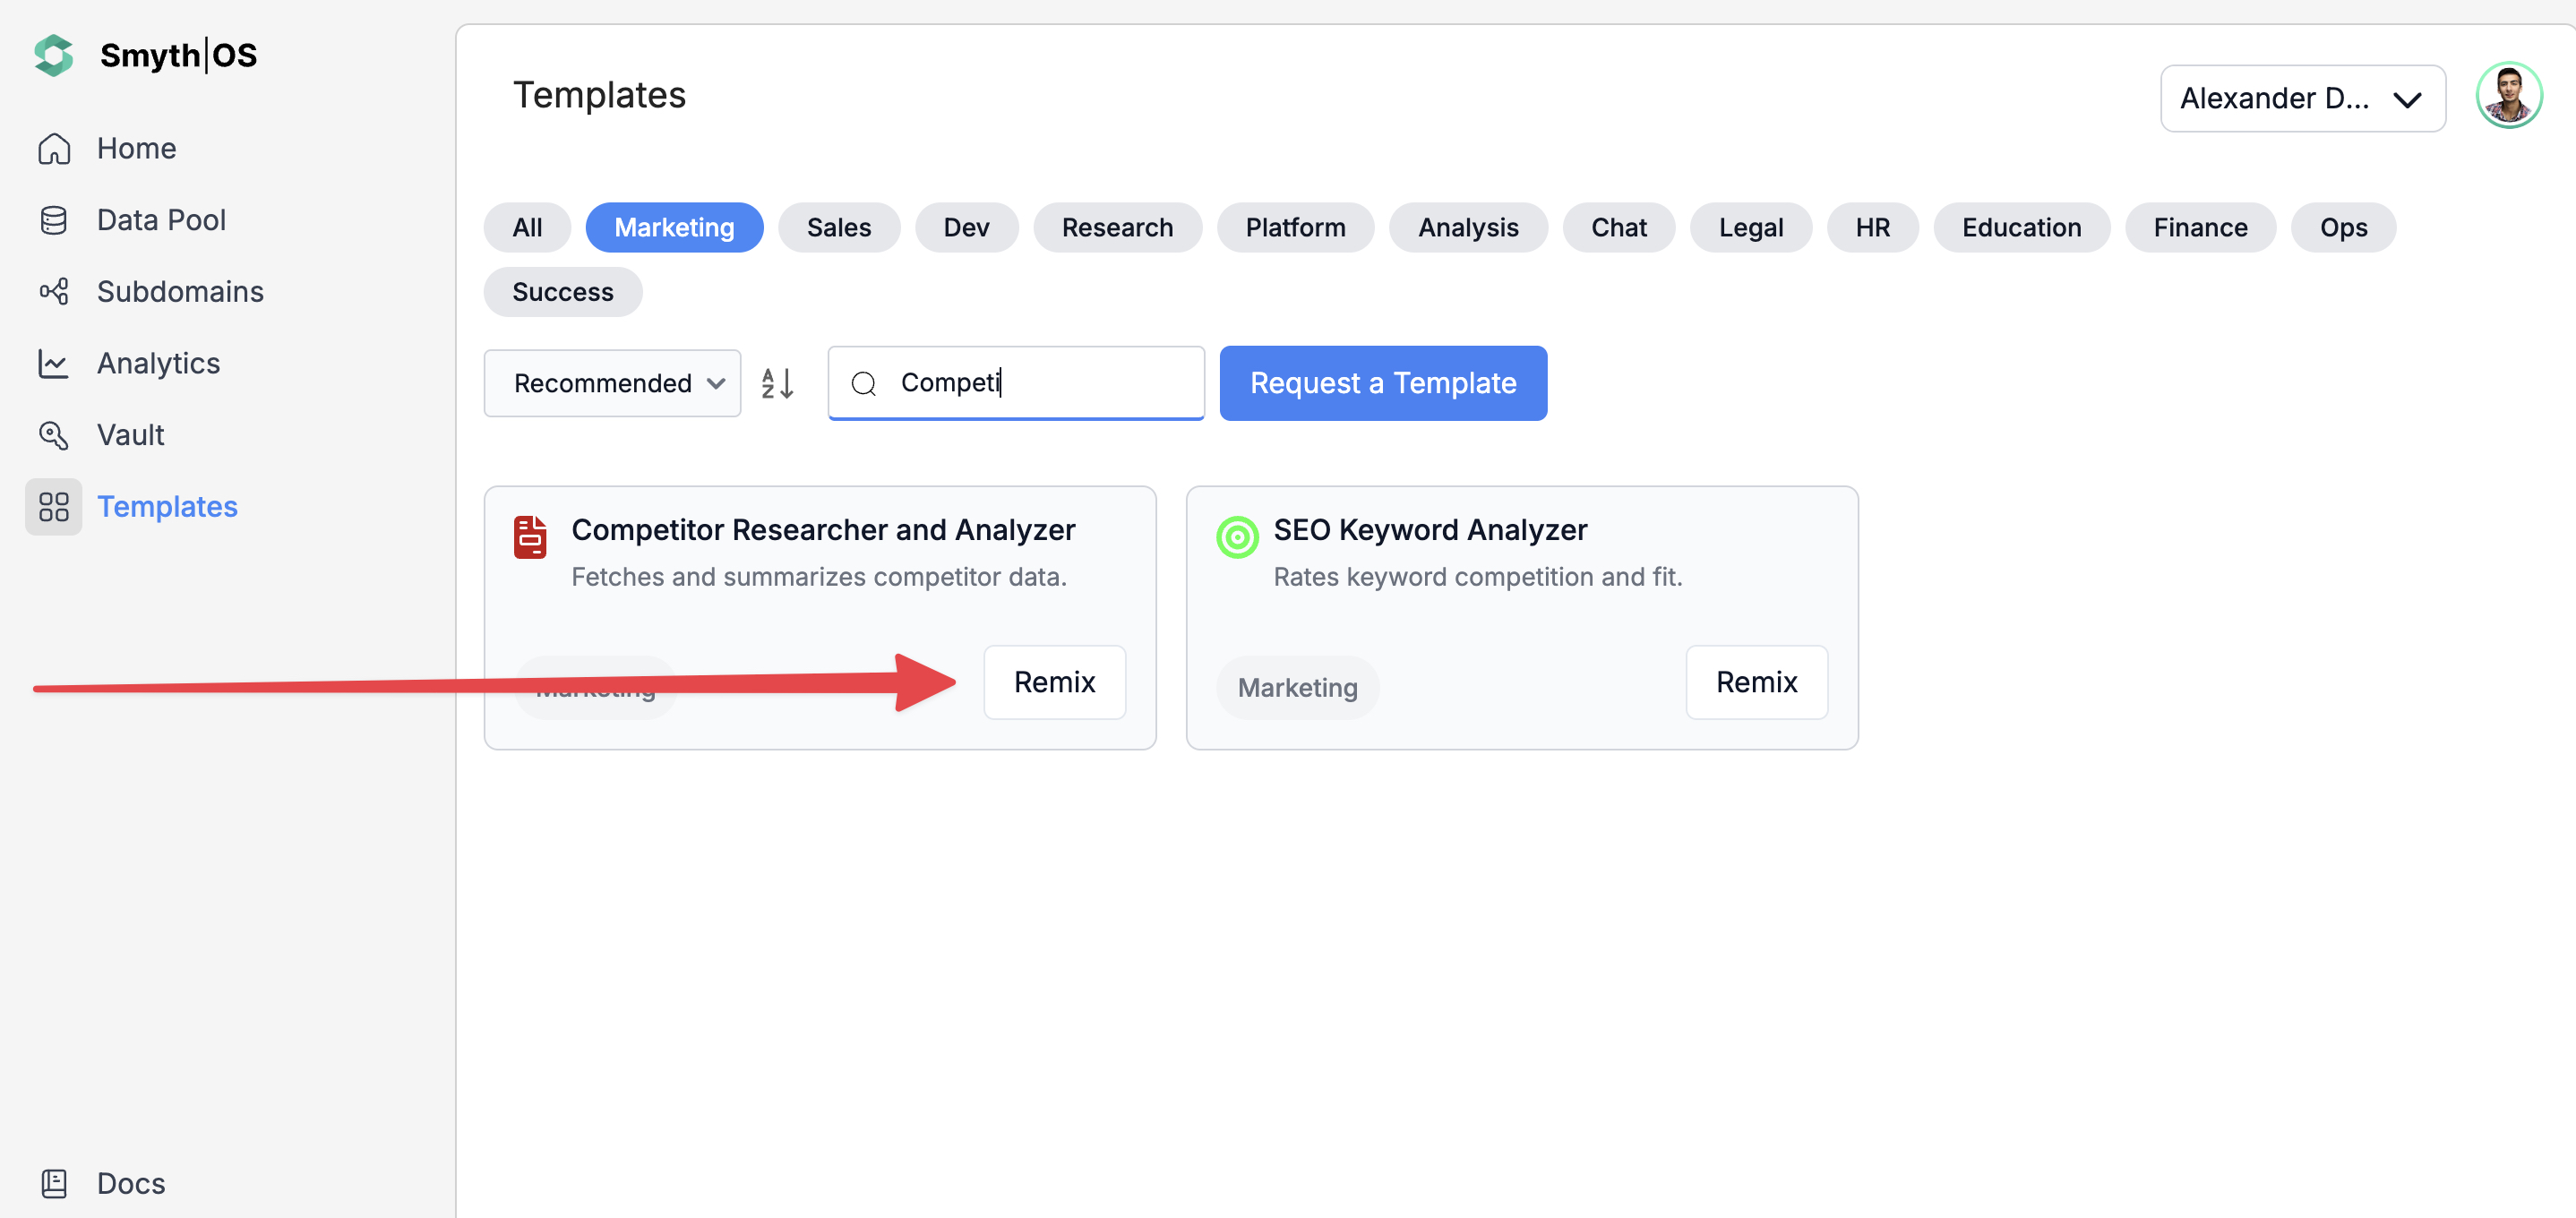 Smyth|OS
Home
Data Pool
Subdomains
Analytics
Vault
Templates
Docs
Templates
Alexander D...
All Marketing Sales Dev Research Platform Analysis Chat Legal HR Education Finance Ops
Success
Recommended
A
Z
Competi
Request a Template
Competitor Researcher and Analyzer
Fetches and summarizes competitor data.
Marketing
Remix
SEO Keyword Analyzer
Rates keyword competition and fit.
Marketing
Remix